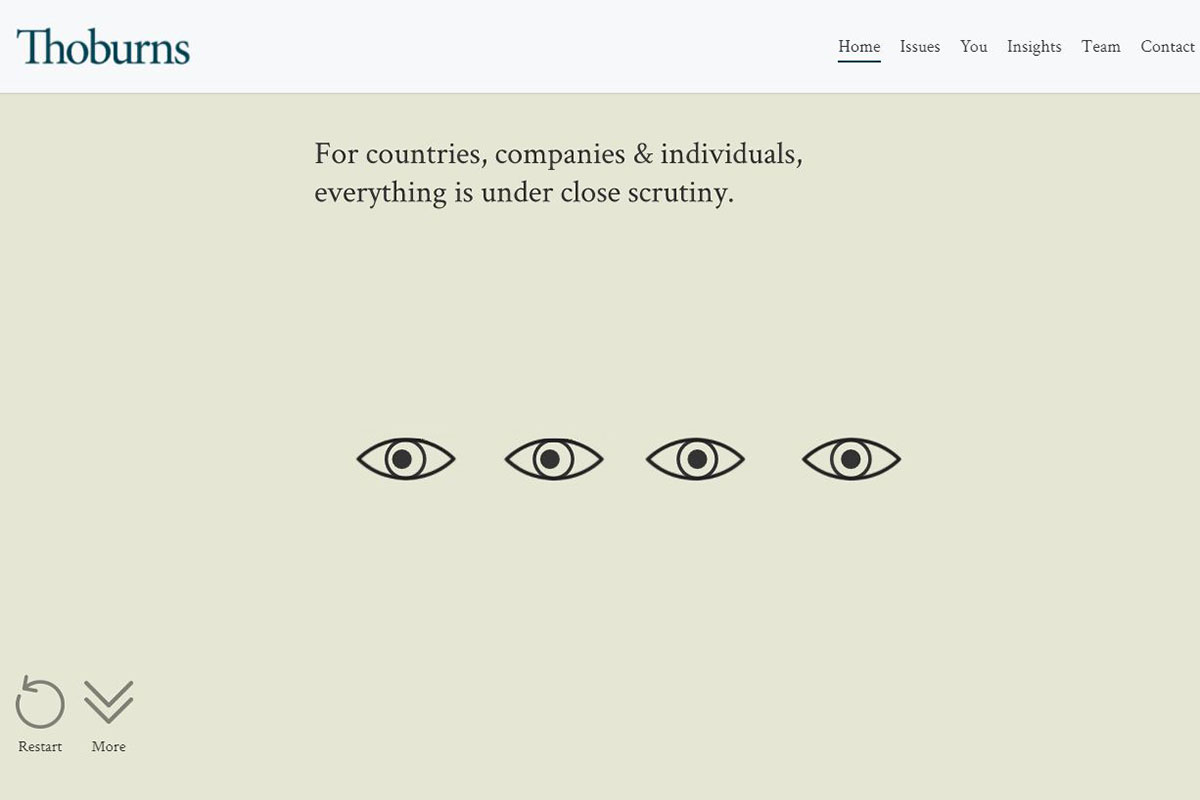 Thoburns
Home Issues You Insights Team Contact
For countries, companies & individuals,
everything is under close scrutiny.
Restart More